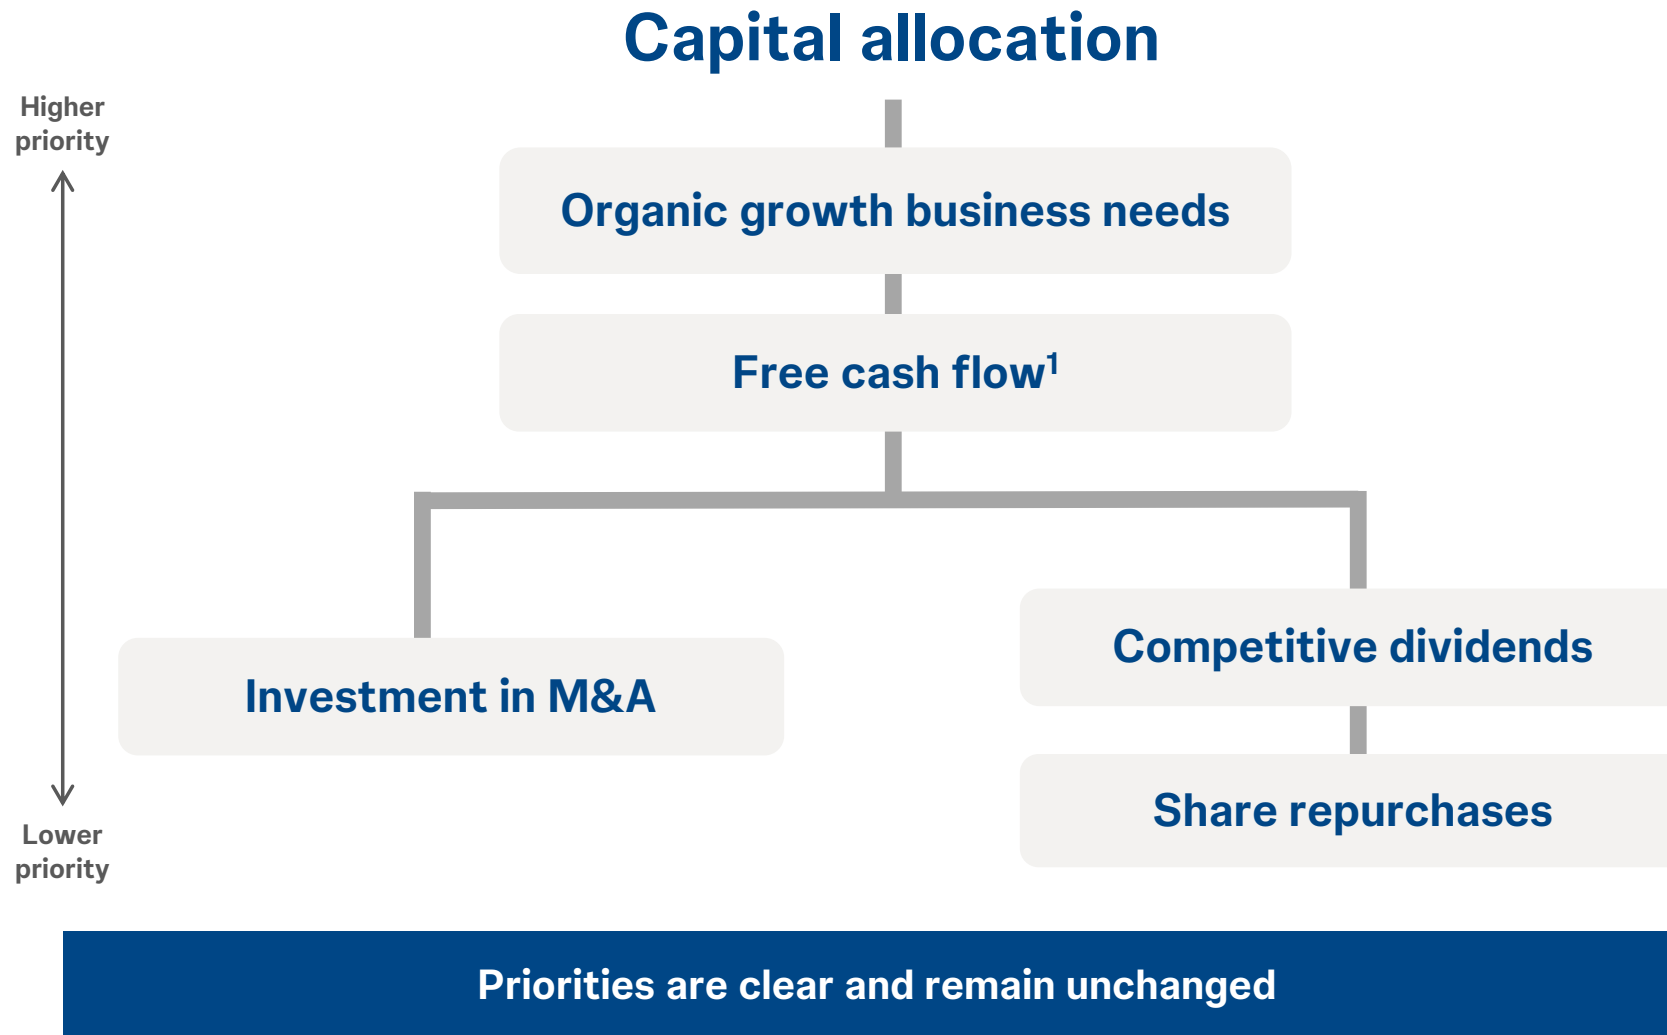 Capital allocation
Higher
priority
Organic growth business needs
Free cash flow¹
Competitive dividends
Investment in M&A
Share repurchases
Lower
priority
Priorities are clear and remain unchanged